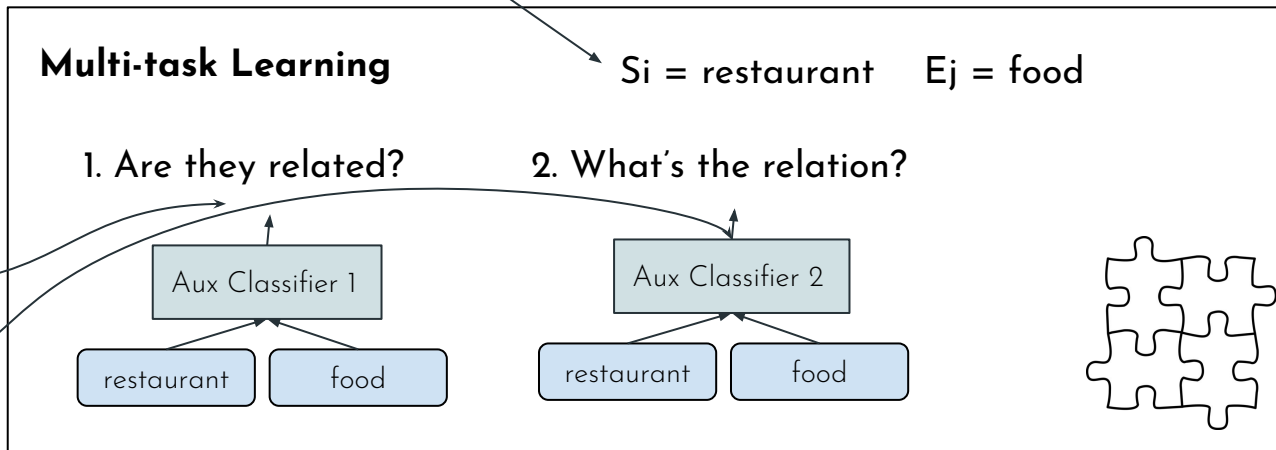 Multi-task Learning
Si = restaurant Ej = food
1. Are they related?
2. What's the relation?
Aux Classifier 1
Aux Classifier 2
restaurant
food
restaurant
food